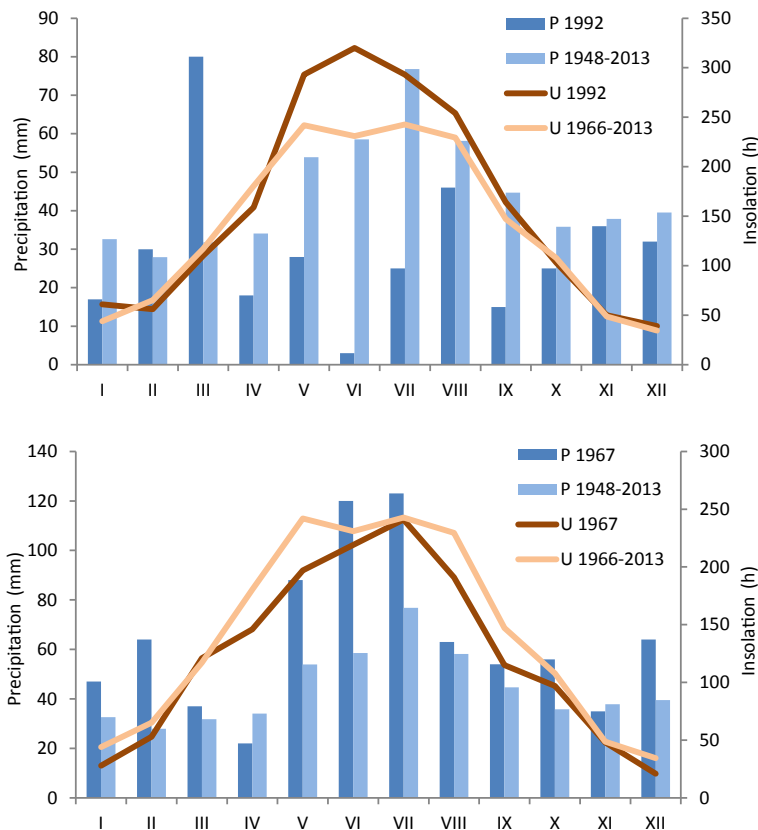 90 350
P 1992
80 300
P 1948-2013
70 250
U 1992
60 200
U 1966-2013
50 150
40 100
30 50
20 0
10
0
Precipitation (mm)
Insolation (h)
I II III IV V VI VII VIII IX X XI XII
140 300
P 1967
120 250
P 1948-2013
100 200
U 1967
80 150
U 1966-2013
60 100
40 50
20 0
0
Precipitation (mm)
Insolation (h)
I II III IV V VI VII VIII IX X XI XII